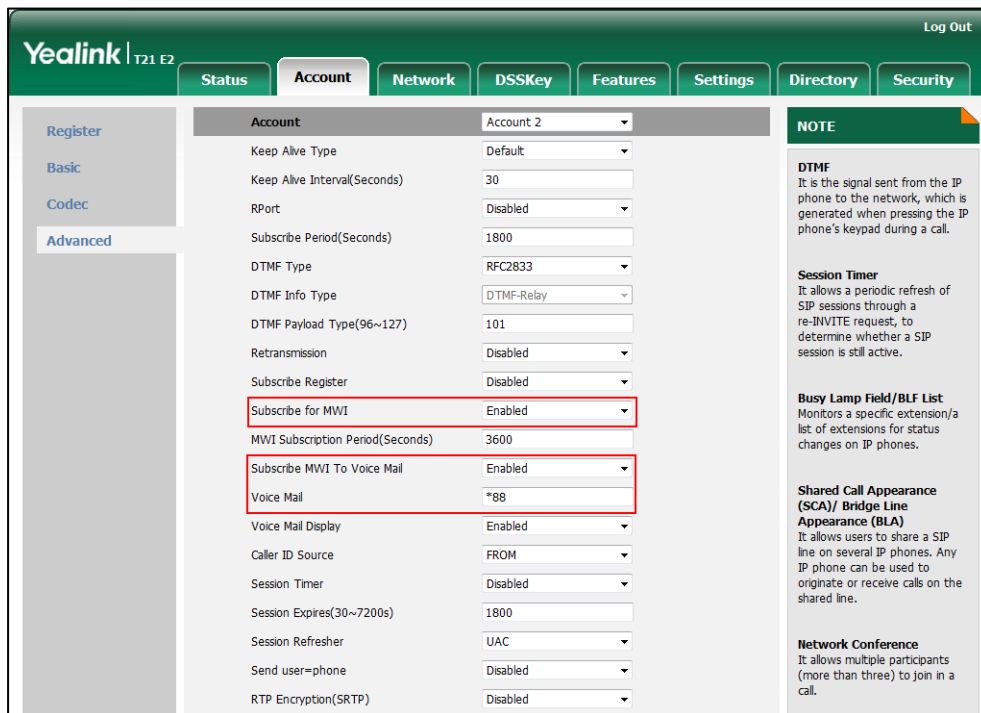 Log Out
Yealink | T21 E2
Status Account Network DSSKey Features Settings Directory Security
Register
Basic
Codec
Advanced
Account Account 2
Keep Alive Type Default
Keep Alive Interval(Seconds) 30
RPort Disabled
Subscribe Period(Seconds) 1800
DTMF Type RFC2833
DTMF Info Type DTMF-Relay
DTMF Payload Type(96~127) 101
Retransmission Disabled
Subscribe Register Disabled
Subscribe for MWI Enabled
MWI Subscription Period(Seconds) 3600
Subscribe MWI To Voice Mail Enabled
Voice Mail *88
Voice Mail Display Enabled
Caller ID Source FROM
Session Timer Disabled
Session Expires(30~7200s) 1800
Session Refresher UAC
Send user=phone Disabled
RTP Encryption(SRTP) Disabled
NOTE
DTMF
It is the signal sent from the IP
phone to the network, which is
generated when pressing the IP
phone's keypad during a call.
Session Timer
It allows a periodic refresh of
SIP sessions through a
re-INVITE request, to
determine whether a SIP
session is still active.
Busy Lamp Field/BLF List
Monitors a specific extension/a
list of extensions for status
changes on IP phones.
Shared Call Appearance
(SCA)/ Bridge Line
Appearance (BLA)
It allows users to share a SIP
line on several IP phones. Any
IP phone can be used to
originate or receive calls on the
shared line.
Network Conference
It allows multiple participants
(more than three) to join in a
call.